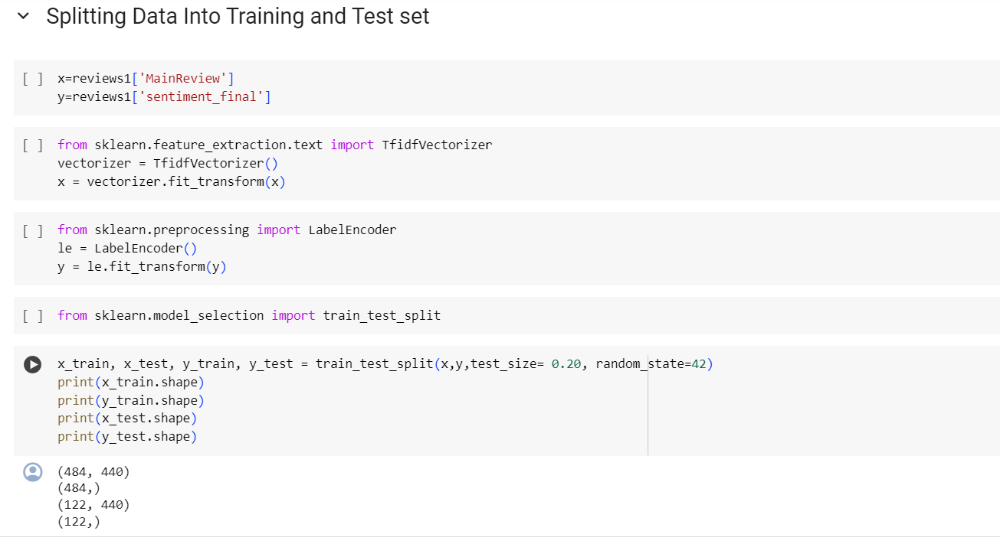 Splitting Data Into Training and Test set
[ ] x=reviews1['MainReview']
y=reviews1['sentiment_final']
[ ] from sklearn.feature_extraction.text import TfidfVectorizer
vectorizer = TfidfVectorizer()
x = vectorizer.fit_transform(x)
[ ] from sklearn.preprocessing import LabelEncoder
le = LabelEncoder()
y = le.fit_transform(y)
[ ] from sklearn.model_selection import train_test_split
x_train, x_test, y_train, y_test = train_test_split(x,y,test_size= 0.20, random_state=42)
print(x_train.shape)
print(y_train.shape)
print(x_test.shape)
print(y_test.shape)
(484, 440)
(484,)
(122, 440)
(122,)